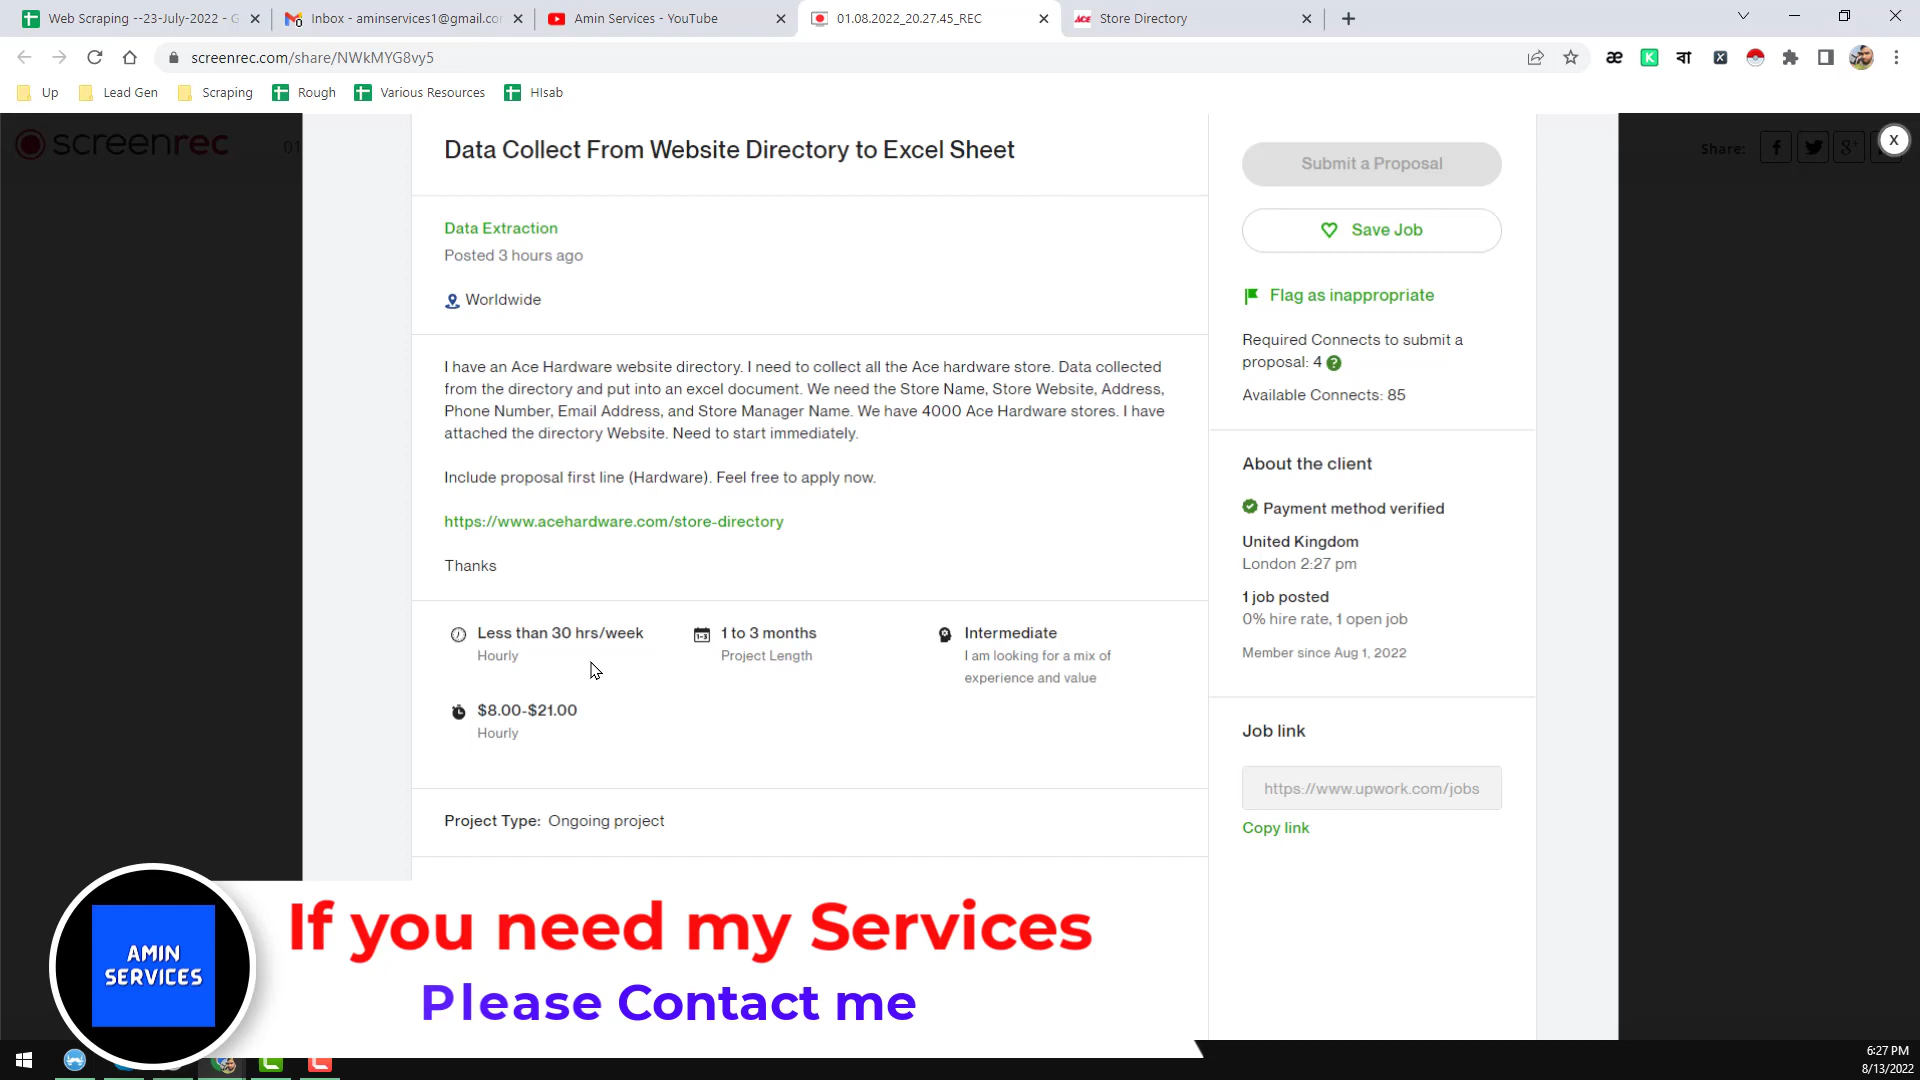 Web Scraping --23-July-2022 - G
Inbox - aminservices1@gmail.co
Amin Services - YouTube
01.08.2022_20.27.45_REC
Store Directory
screenrec.com/share/NWkMYG8vy5
Up
Lead Gen
Scraping
Rough
Various Resources
HIsab
screenrec
01
Share:
X
Data Collect From Website Directory to Excel Sheet
Data Extraction
Posted 3 hours ago
Worldwide
I have an Ace Hardware website directory. I need to collect all the Ace hardware store. Data collected
from the directory and put into an excel document. We need the Store Name, Store Website, Address,
Phone Number, Email Address, and Store Manager Name. We have 4000 Ace Hardware stores. I have
attached the directory Website. Need to start immediately.
Include proposal first line (Hardware). Feel free to apply now.
https://www.acehardware.com/store-directory
Thanks
Less than 30 hrs/week
Hourly
1 to 3 months
Project Length
Intermediate
I am looking for a mix of
experience and value
$8.00-$21.00
Hourly
Project Type: Ongoing project
Submit a Proposal
Save Job
Flag as inappropriate
Required Connects to submit a
proposal: 4
Available Connects: 85
About the client
Payment method verified
United Kingdom
London 2:27 pm
1 job posted
0% hire rate, 1 open job
Member since Aug 1, 2022
Job link
https://www.upwork.com/jobs
Copy link
AMIN
SERVICES
If you need my Services
Please Contact me
6:27 PM
8/13/2022